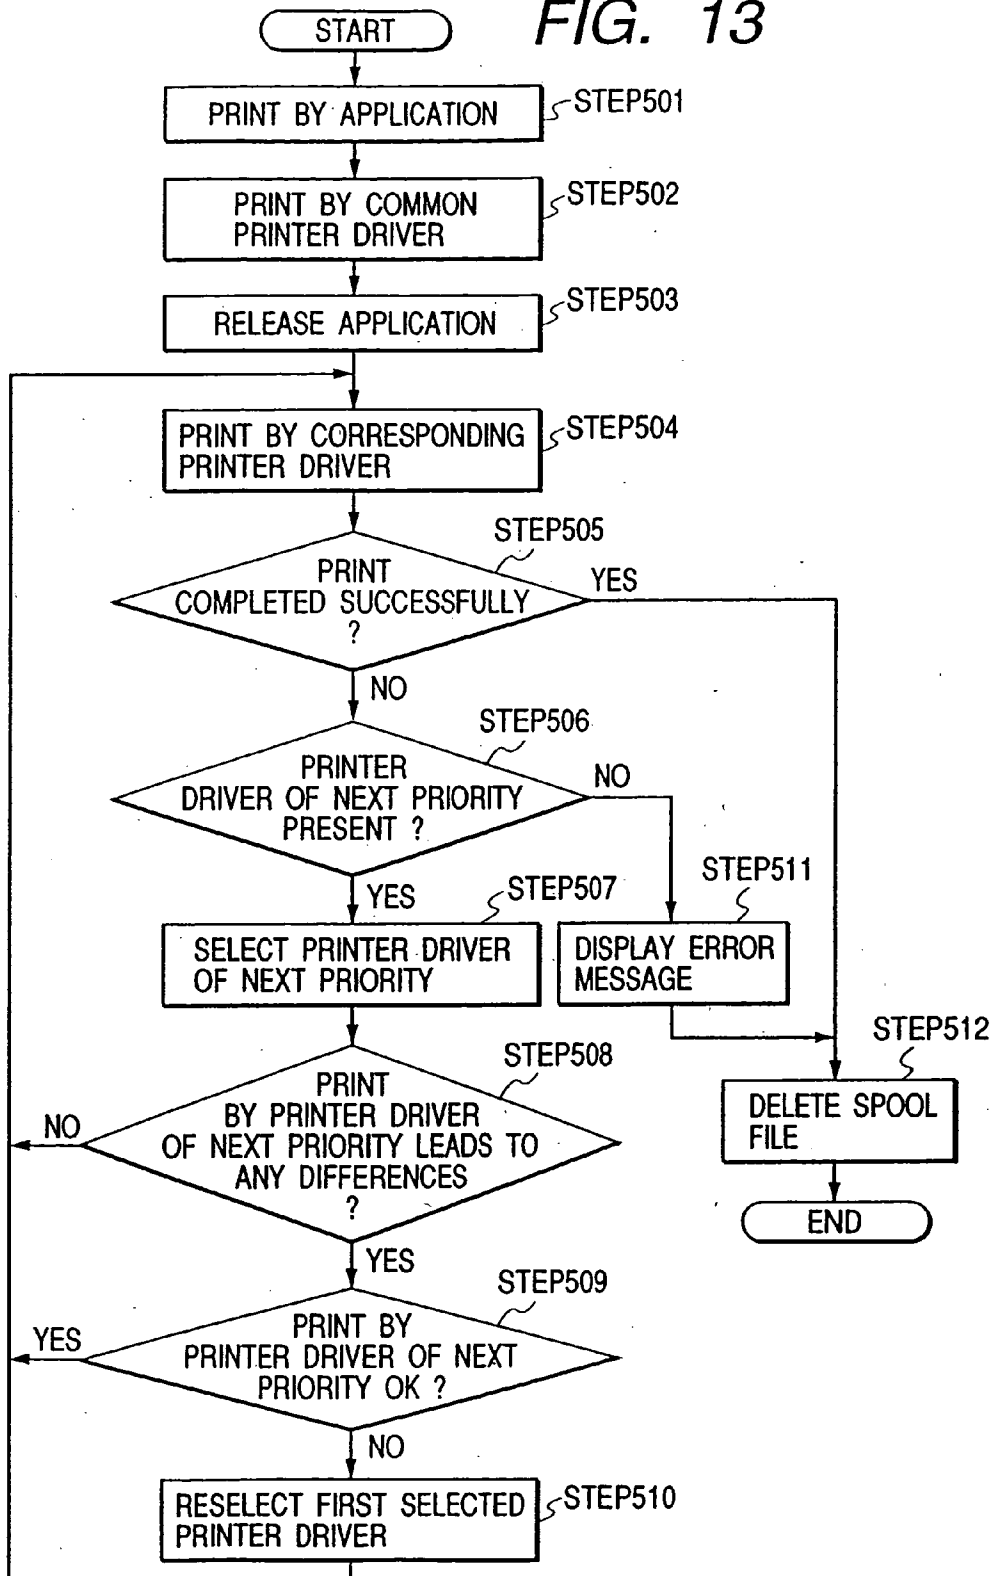 FIG. 13
START
PRINT BY APPLICATION
STEP501
PRINT BY COMMON
PRINTER DRIVER
STEP502
RELEASE APPLICATION
STEP503
PRINT BY CORRESPONDING
PRINTER DRIVER
STEP504
STEP505
PRINT
COMPLETED SUCCESSFULLY
?
YES
NO
STEP506
PRINTER
DRIVER OF NEXT PRIORITY
PRESENT ?
NO
YES
STEP507
SELECT PRINTER DRIVER
OF NEXT PRIORITY
STEP511
DISPLAY ERROR
MESSAGE
STEP508
PRINT
BY PRINTER DRIVER
OF NEXT PRIORITY LEADS TO
ANY DIFFERENCES
?
NO
YES
STEP512
DELETE SPOOL
FILE
END
STEP509
PRINT BY
PRINTER DRIVER OF NEXT
PRIORITY OK ?
YES
NO
RESELECT FIRST SELECTED
PRINTER DRIVER
STEP510